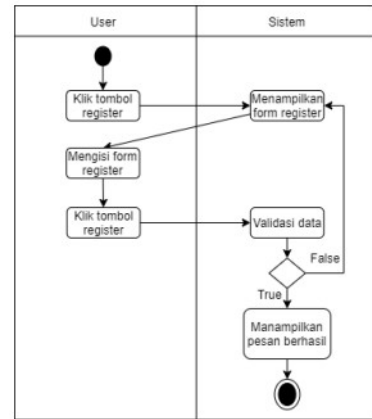 User
Sistem
Klik tombol
register
Menampilkan
form register
Mengisi form
register
Klik tombol
register
Validasi data
False
True
Manampilkan
pesan berhasil